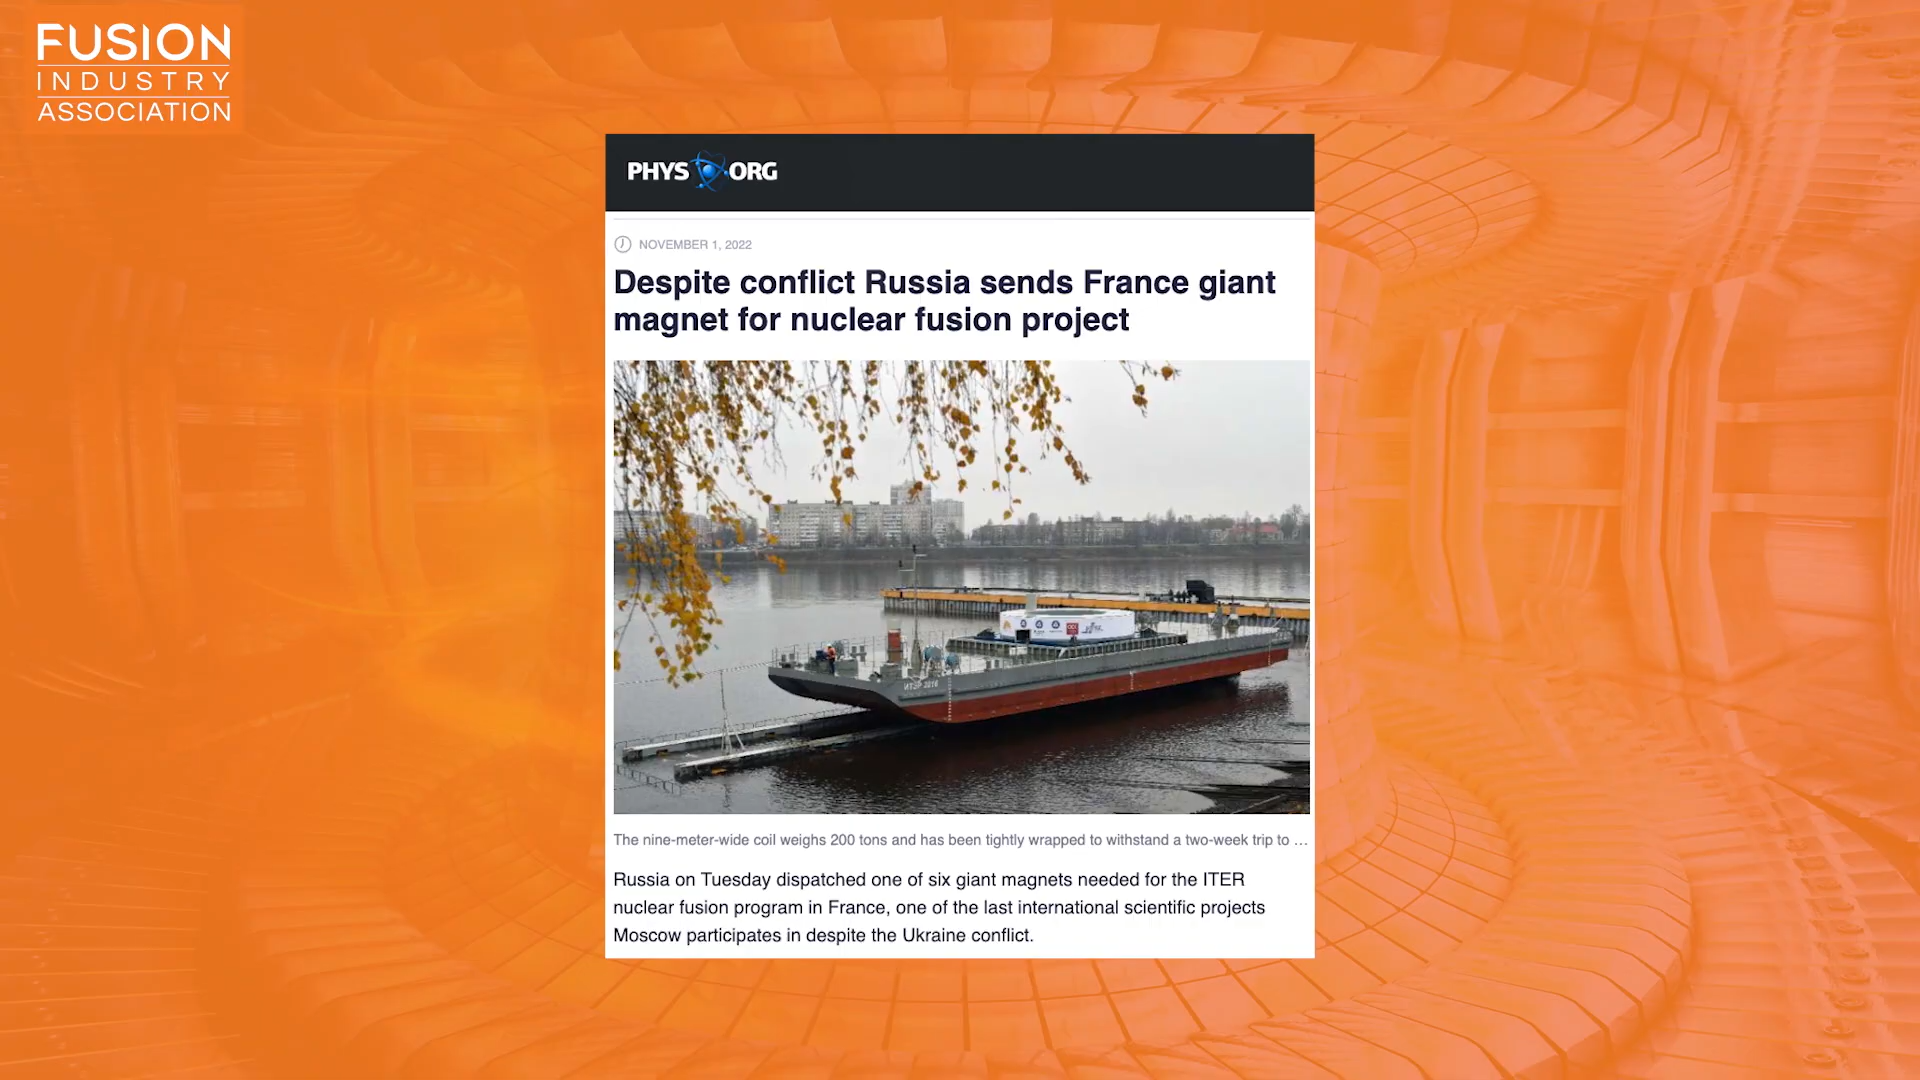 FUSION
INDUSTRY
ASSOCIATION
PHYS ORG
NOVEMBER 1, 2022
Despite conflict Russia sends France giant
magnet for nuclear fusion project
ИТЭР 2016
The nine-meter-wide coil weighs 200 tons and has been tightly wrapped to withstand a two-week trip to …
Russia on Tuesday dispatched one of six giant magnets needed for the ITER
nuclear fusion program in France, one of the last international scientific projects
Moscow participates in despite the Ukraine conflict.